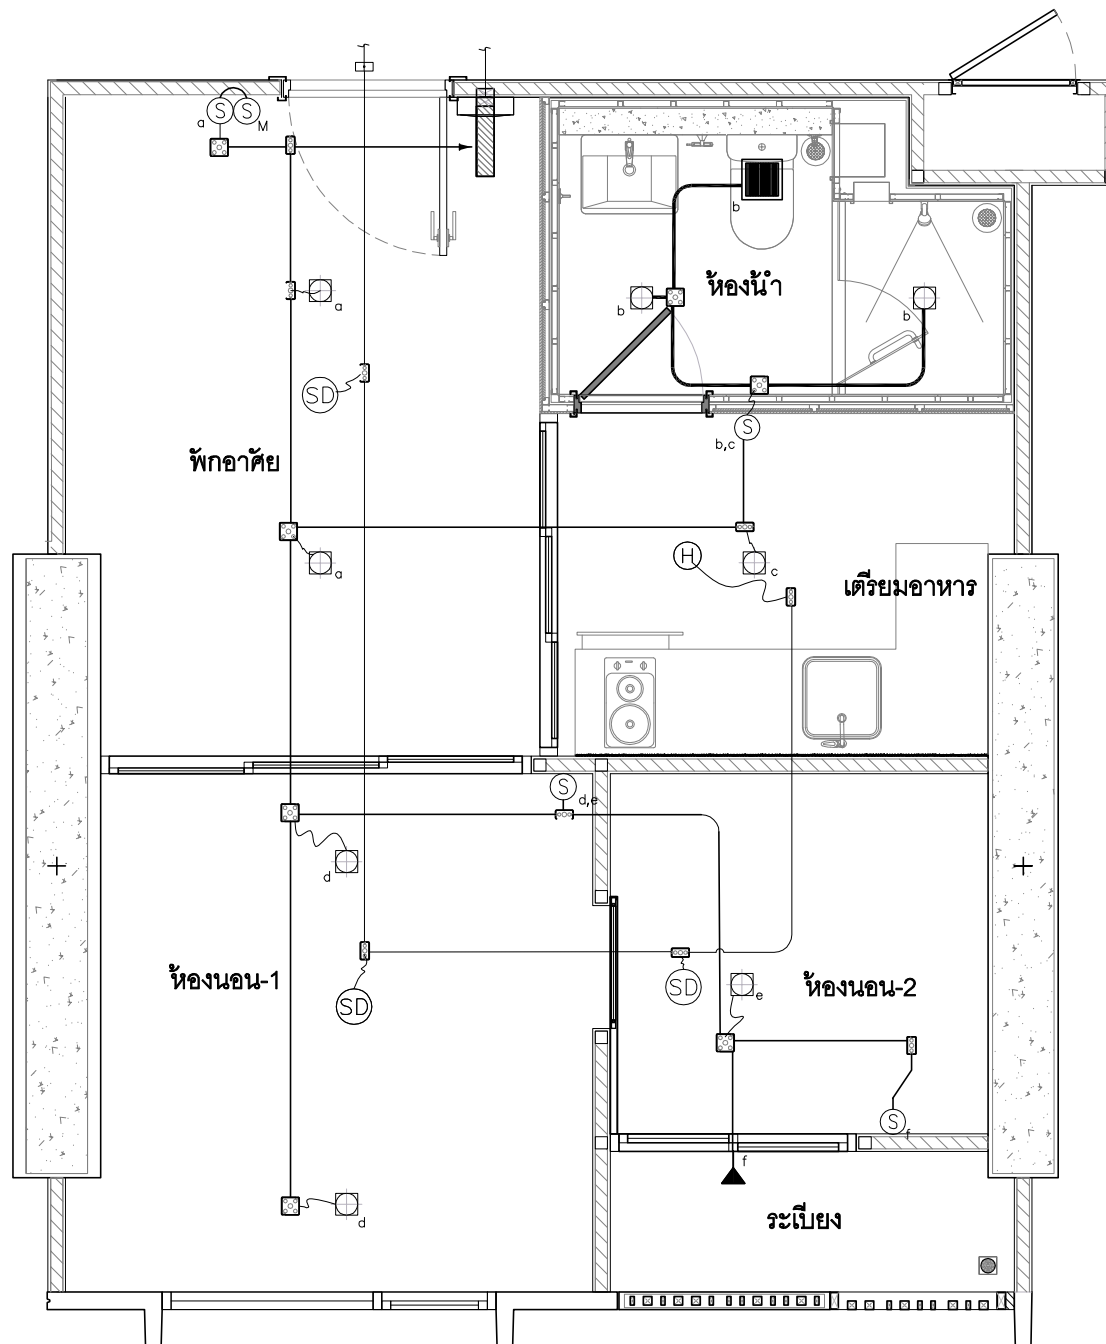 S S
a M
b
ห้องน้ำ
a b b
SD
S
b,c
พักอาศัย
H
a c
เตรียมอาหาร
S
d,e
d
ห้องนอน-1
SD
SD
e
ห้องนอน-2
S
f
f
d
ระเบียง